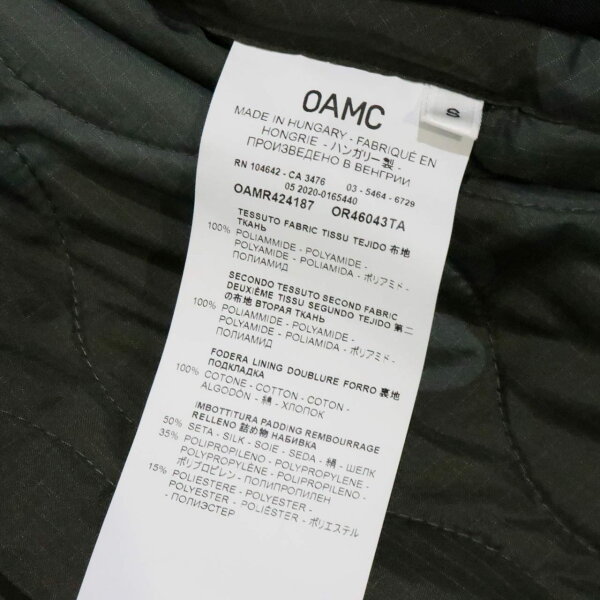 OAMC
MADE IN HUNGARY - FABRIQUÉ EN
HONGRIE - ハンガリー製 -
ПРОИЗВЕДЕНО В ВЕНГРИИ
RN 104642 - CA 3476 03 - 5464 - 6729
05 2020-0165440
OAMR424187 OR46043TA
TESSUTO FABRIC TISSU TEJIDO 布地
ТКАНЬ
100% POLIAMMIDE - POLYAMIDE -
POLYAMIDE - POLIAMIDA - ポリアミド -
ПОЛИАМИД
SECONDO TESSUTO SECOND FABRIC
DEUXIÈME TISSU SEGUNDO TEJIDO 第二
の布地 ВТОРАЯ ТКАНЬ
100% POLIAMMIDE - POLYAMIDE -
POLYAMIDE - POLIAMIDA - ポリアミド -
ПОЛИАМИД
FODERA LINING DOUBLURE FORRO 裏地
ПОДКЛАДКА
100% COTONE - COTTON - COTON -
ALGODÓN - 綿 - ХЛОПОК
IMBOTTITURA PADDING REMBOURRAGE
RELLENO 詰め物 НАБИВКА
50% SETA - SILK - SOIE - SEDA - 絹 - ШЕЛК
35% POLIPROPILENO - POLYPROPYLENE -
POLYPROPYLÈNE - POLIPROPILENO -
ポリプロピレン - ПОЛИПРОПИЛЕН
15% POLIESTERE - POLYESTER -
POLYESTER - POLIÉSTER - ポリエステル
- ПОЛИЭСТЕР